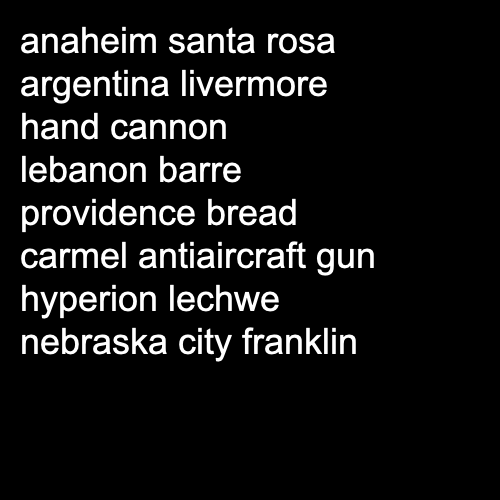 anaheim santa rosa
argentina livermore
hand cannon
lebanon barre
providence bread
carmel antiaircraft gun
hyperion lechwe
nebraska city franklin